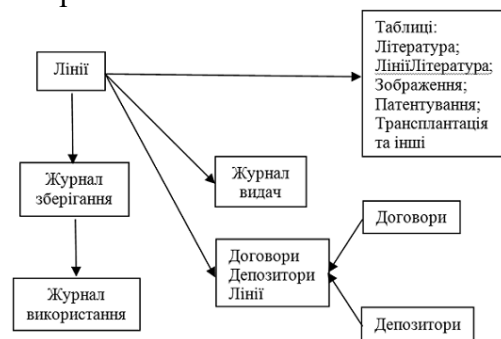 Таблиці:
Література;
ЛініїЛітература;
Зображення;
Патентування;
Трансплантація
та інші
Лінії
Журнал
зберігання
Журнал
видач
Договори
Договори
Депозитори
Лінії
Журнал
використання
Депозитори